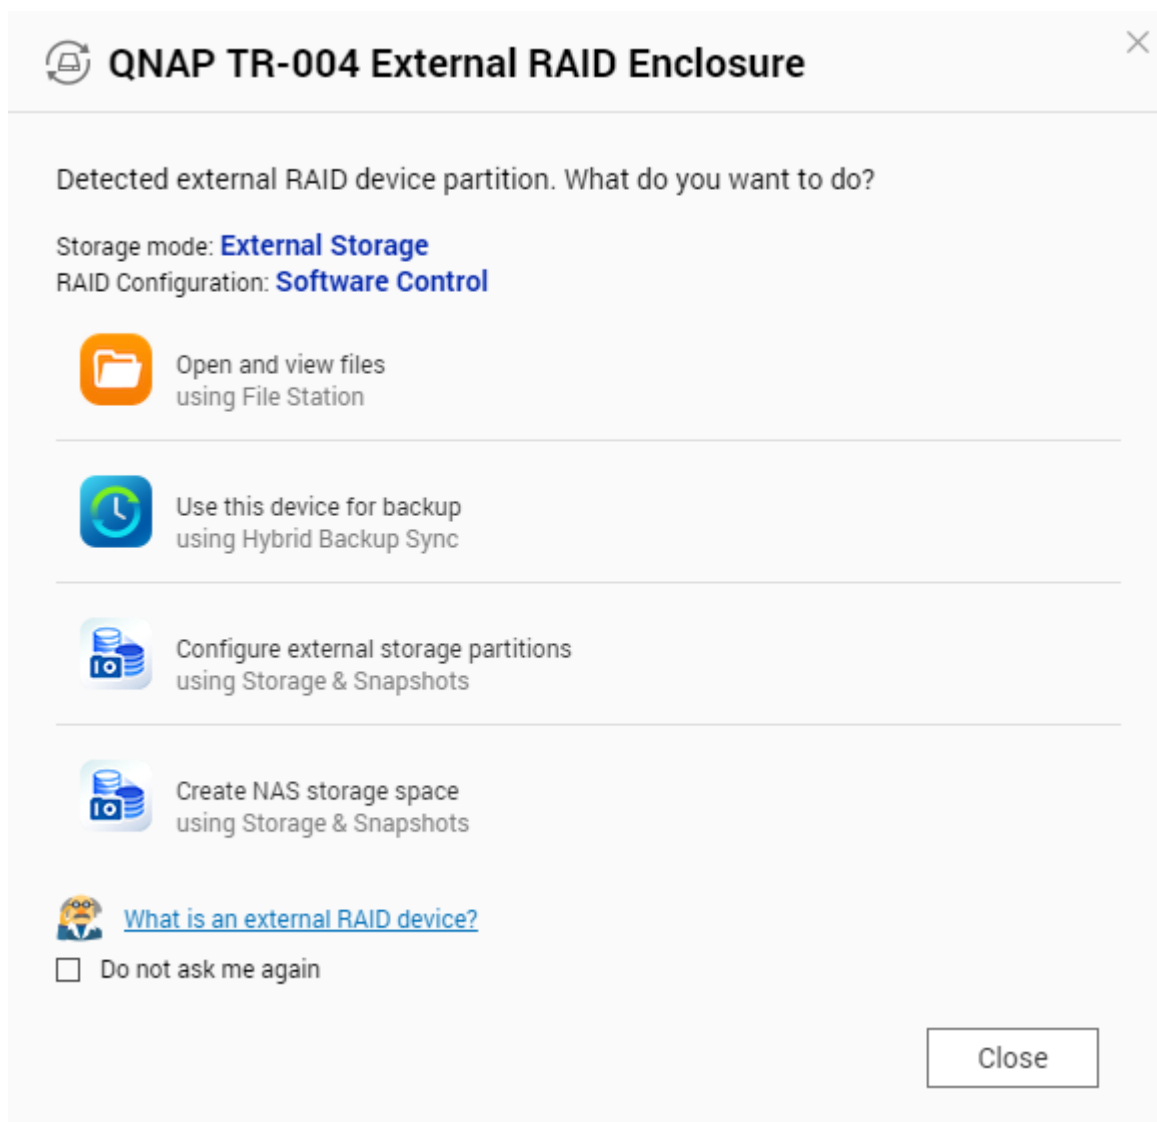 QNAP TR-004 External RAID Enclosure
Detected external RAID device partition. What do you want to do?
Storage mode: External Storage
RAID Configuration: Software Control
Open and view files
using File Station
Use this device for backup
using Hybrid Backup Sync
Configure external storage partitions
using Storage & Snapshots
Create NAS storage space
using Storage & Snapshots
What is an external RAID device?
Do not ask me again
Close